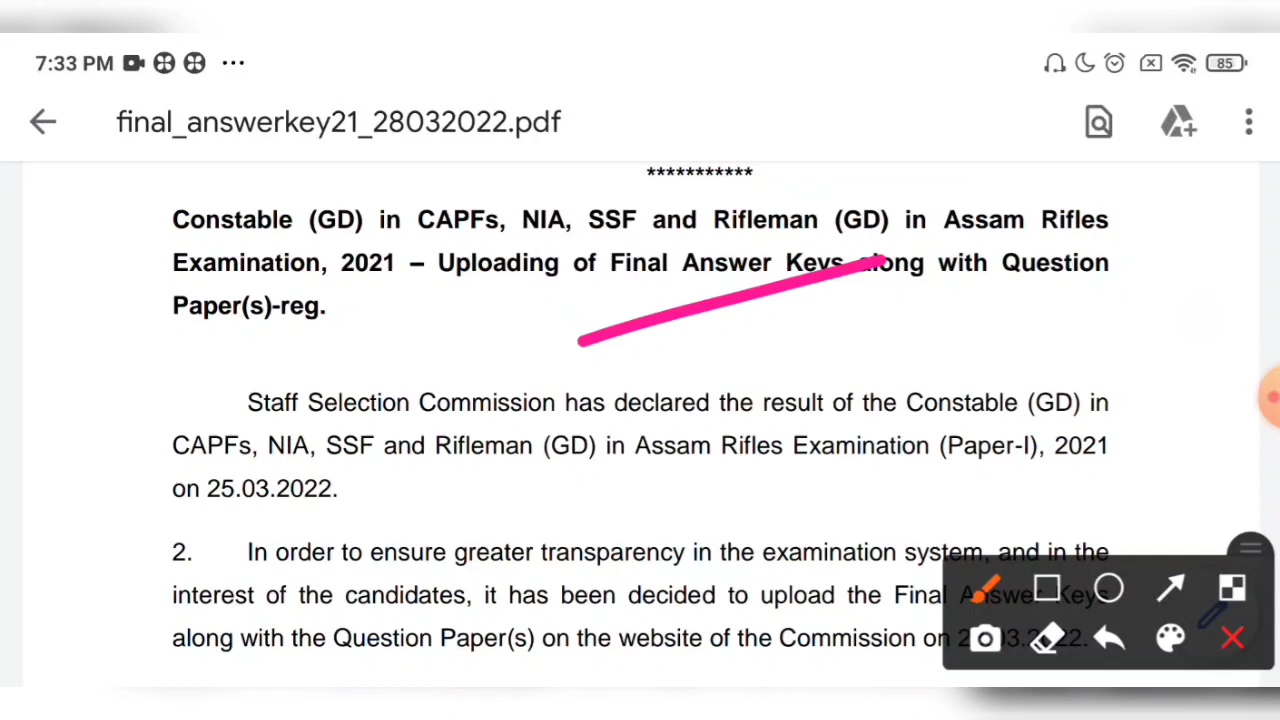 7:33 PM ... 85
final_answerkey21_28032022.pdf
***********
Constable (GD) in CAPFs, NIA, SSF and Rifleman (GD) in Assam Rifles
Examination, 2021 – Uploading of Final Answer Keys along with Question
Paper(s)-reg.
Staff Selection Commission has declared the result of the Constable (GD) in
CAPFs, NIA, SSF and Rifleman (GD) in Assam Rifles Examination (Paper-I), 2021
on 25.03.2022.
2. In order to ensure greater transparency in the examination system, and in the
interest of the candidates, it has been decided to upload the Final Answer Keys
along with the Question Paper(s) on the website of the Commission on